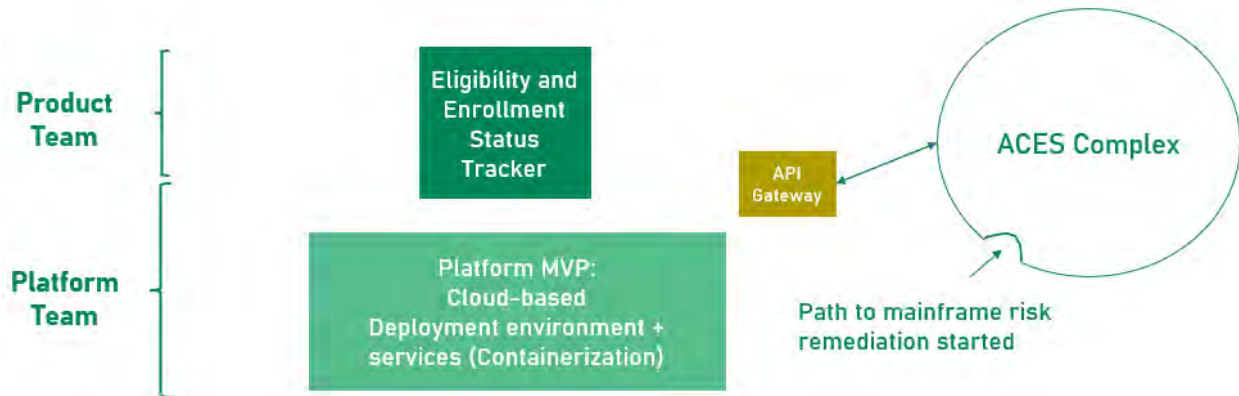 Product
Team
Eligibility and
Enrollment
Status
Tracker
API
Gateway
ACES Complex
Platform
Team
Platform MVP:
Cloud-based
Deployment environment +
services (Containerization)
Path to mainframe risk
remediation started